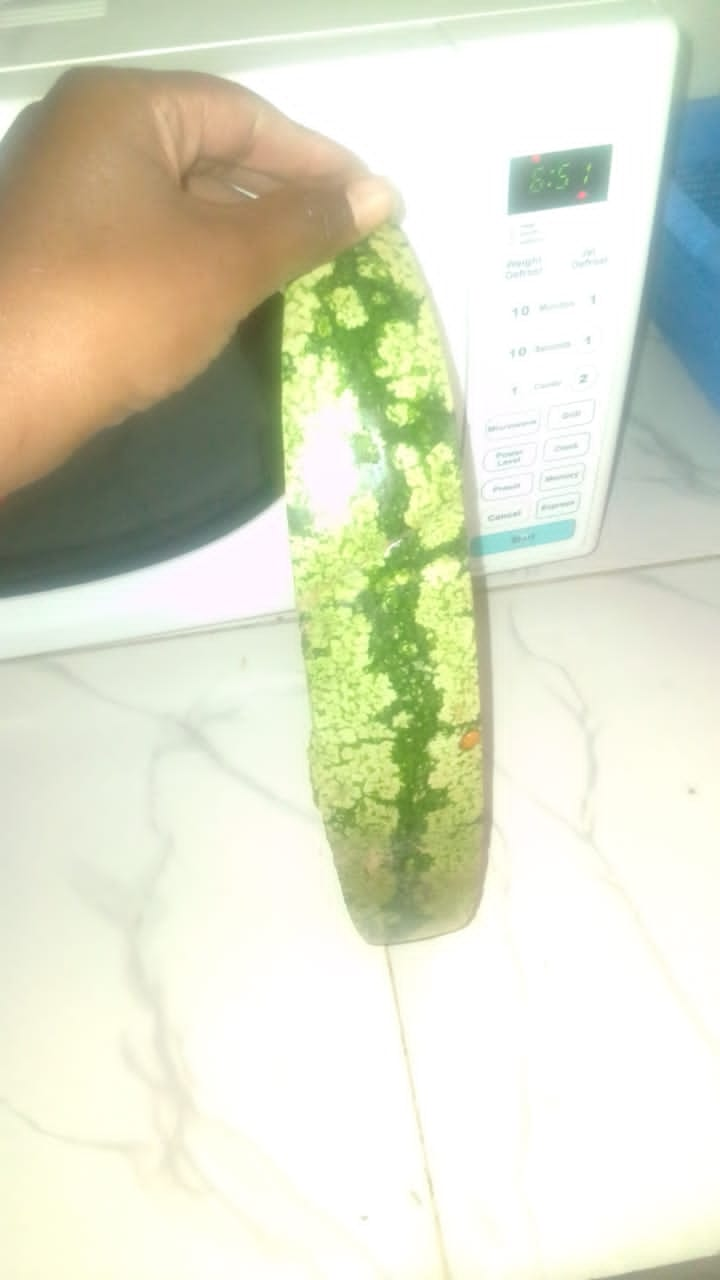 6:51
Weight Jet
Defrost Defrost
10 Minutes 1
10 Seconds 1
1 2
Microwave Grill
Power Clock
Level
Preset Memory
Cancel Express
Start